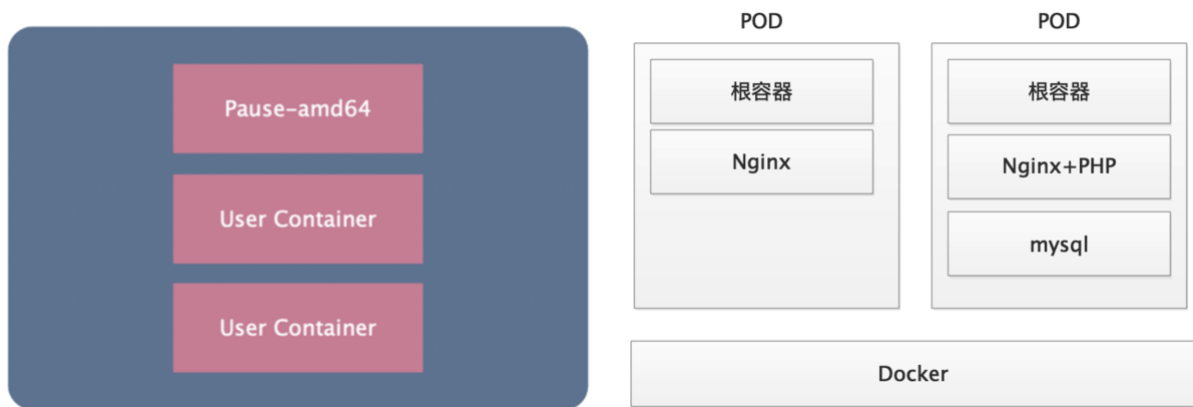 Pause-amd64
User Container
User Container
POD
根容器
Nginx
POD
根容器
Nginx+PHP
mysql
Docker